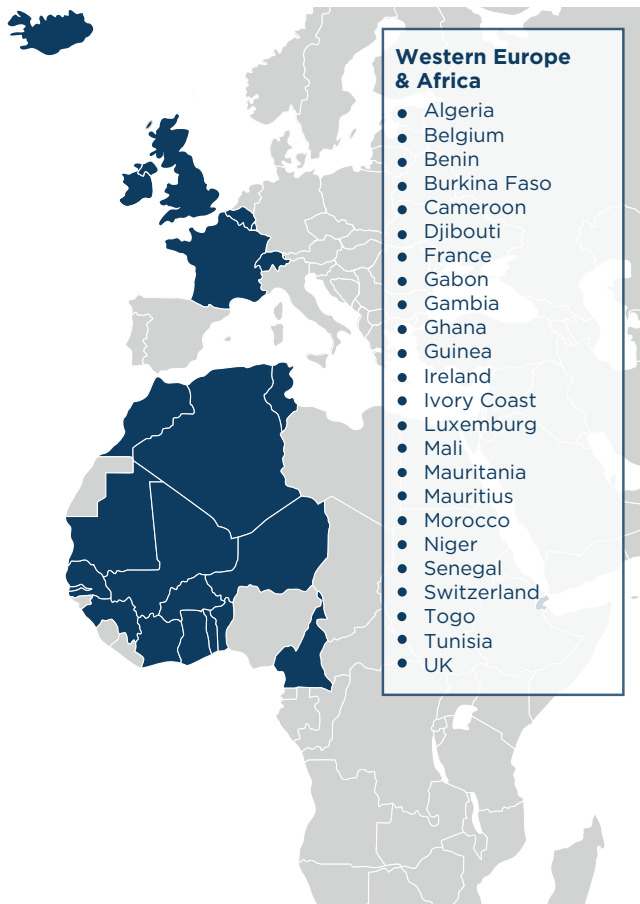 Western Europe
& Africa
• Algeria
• Belgium
• Benin
• Burkina Faso
• Cameroon
• Djibouti
• France
• Gabon
• Gambia
• Ghana
• Guinea
• Ireland
• Ivory Coast
• Luxemburg
• Mali
• Mauritania
• Mauritius
• Morocco
• Niger
• Senegal
• Switzerland
• Togo
• Tunisia
• UK